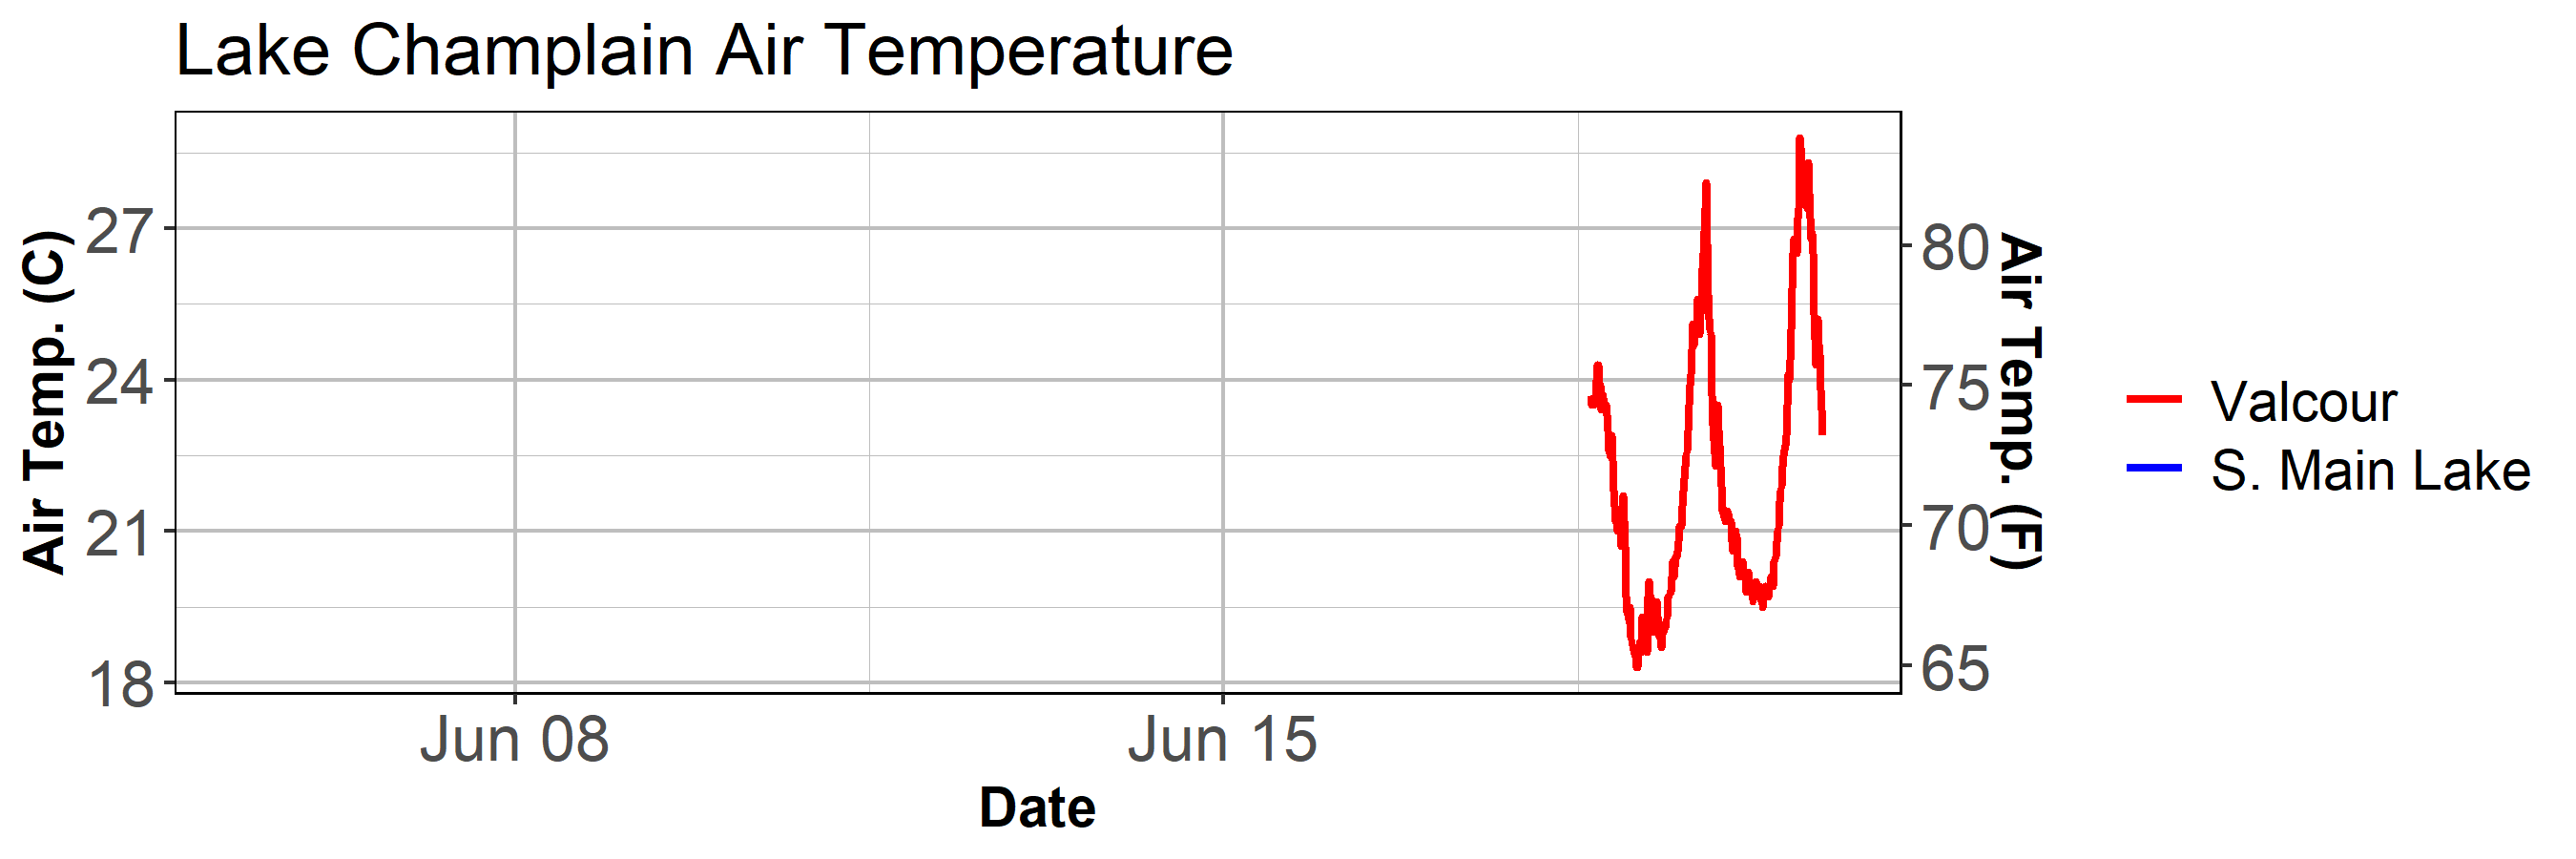 Lake Champlain Air Temperature
Air Temp. (C)
27
24
21
18
80
75
70
65
Air Temp. (F)
Jun 08
Jun 15
Date
Valcour
S. Main Lake